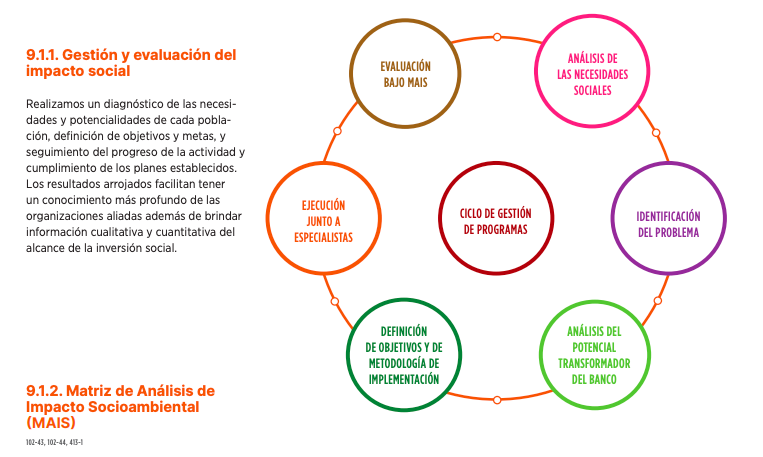 9.1.1. Gestión y evaluación del
impacto social
Realizamos un diagnóstico de las necesi-
dades y potencialidades de cada pobla-
ción, definición de objetivos y metas, y
seguimiento del progreso de la actividad y
cumplimiento de los planes establecidos.
Los resultados arrojados facilitan tener
un conocimiento más profundo de las
organizaciones aliadas además de brindar
información cualitativa y cuantitativa del
alcance de la inversión social.
9.1.2. Matriz de Análisis de
Impacto Socioambiental
(MAIS)
102-43, 102-44, 413-1
EVALUACIÓN
BAJO MAIS
ANÁLISIS DE
LAS NECESIDADES
SOCIALES
EJECUCIÓN
JUNTO A
ESPECIALISTAS
CICLO DE GESTIÓN
DE PROGRAMAS
IDENTIFICACIÓN
DEL PROBLEMA
DEFINICIÓN
DE OBJETIVOS Y DE
METODOLOGÍA DE
IMPLEMENTACIÓN
ANÁLISIS DEL
POTENCIAL
TRANSFORMADOR
DEL BANCO